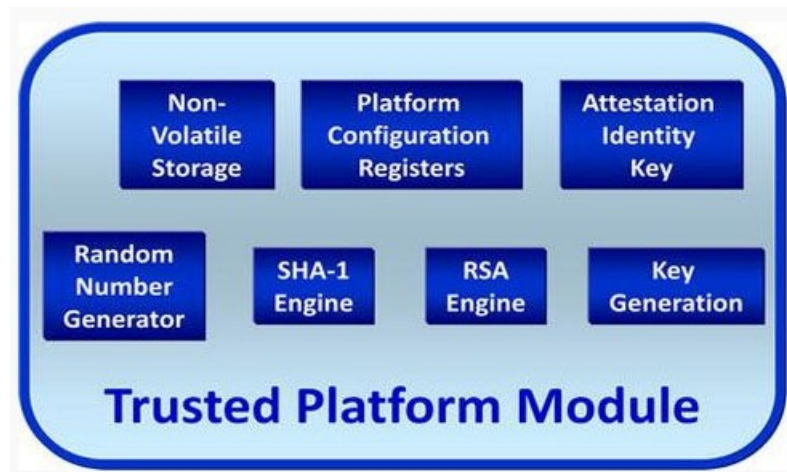 Non-
Volatile
Storage
Platform
Configuration
Registers
Attestation
Identity
Key
Random
Number
Generator
SHA-1
Engine
RSA
Engine
Key
Generation
Trusted Platform Module